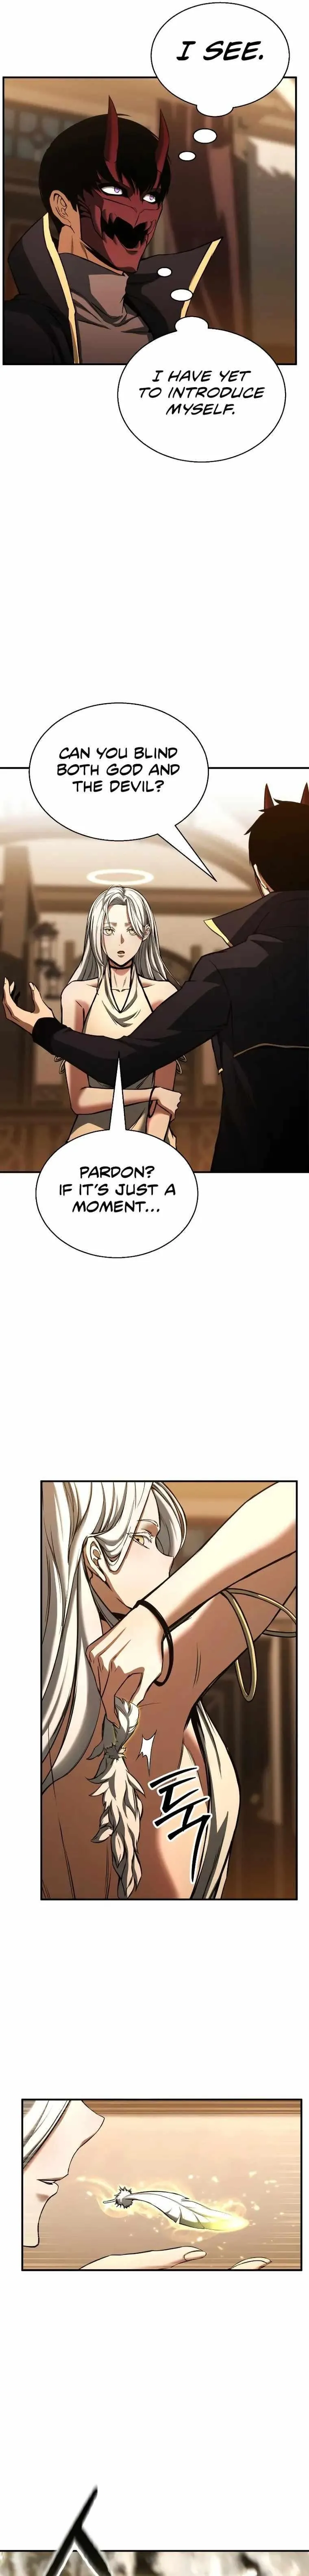 I SEE.
I HAVE YET
TO INTRODUCE
MYSELF.
CAN YOU BLIND
BOTH GOD AND
THE DEVIL?
PARDON?
IF IT'S JUST A
MOMENT...
툭